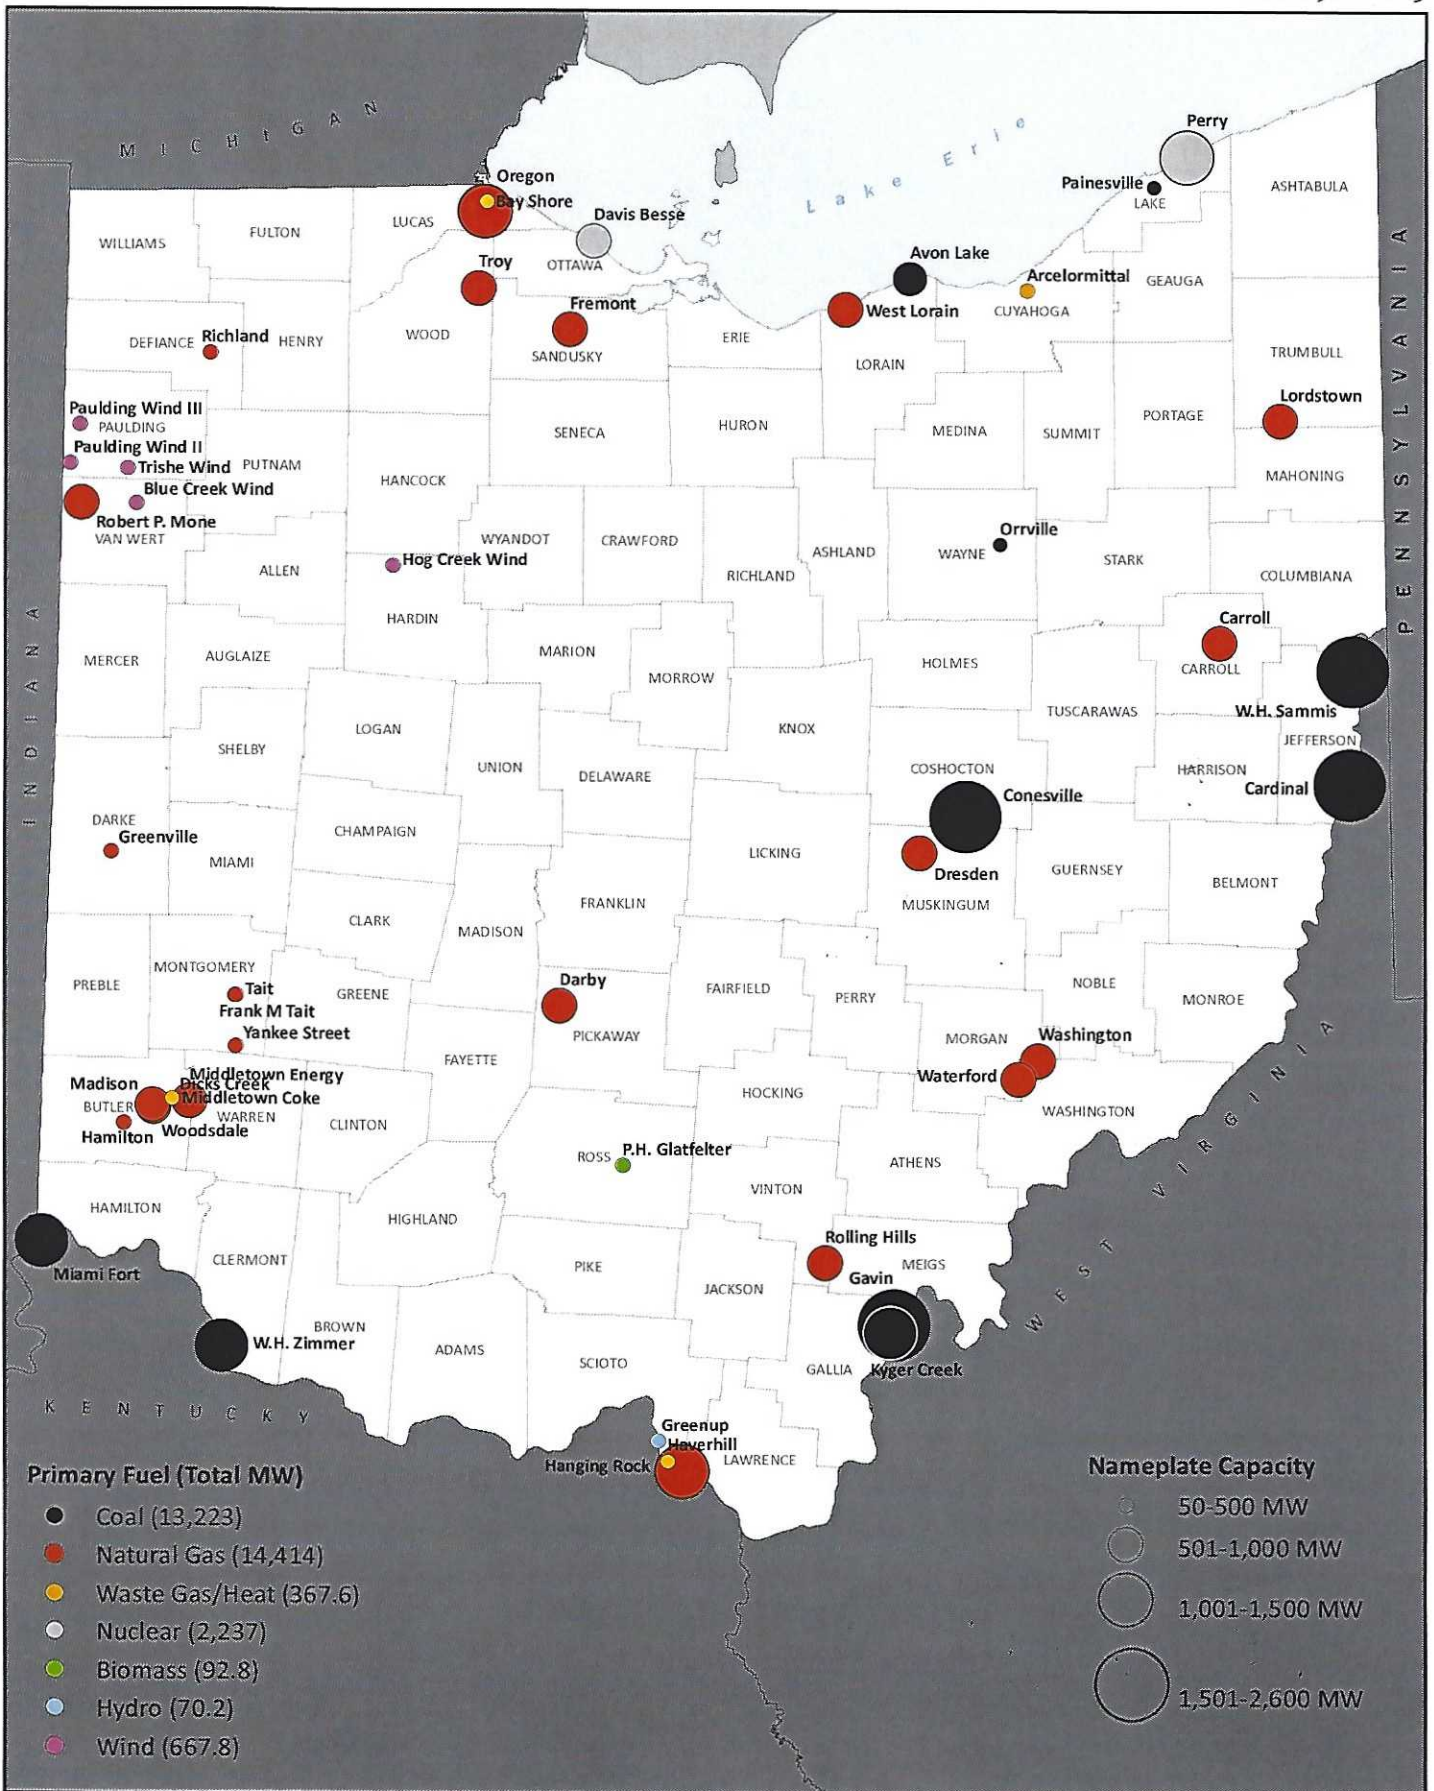 MICHIGAN
Lake Erie
Perry
Painesville
LAKE
ASHTABULA
Oregon
Bay Shore
LUCAS
Davis Besse
OTTAWA
WILLIAMS
FULTON
Troy
Avon Lake
Arcelormittal
CUYAHOGA
GEAUGA
Fremont
SANDUSKY
West Lorain
ERIE
LORAIN
DEFIANCE
Richland
HENRY
WOOD
TRUMBULL
Lordstown
Paulding Wind III
PAULDING
Paulding Wind II
Trishe Wind
PUTNAM
SENECA
HURON
MEDINA
SUMMIT
PORTAGE
MAHONING
HANCOCK
Blue Creek Wind
Robert P. Mone
VAN WERT
WYANDOT
CRAWFORD
ASHLAND
Orrville
WAYNE
STARK
Hog Creek Wind
ALLEN
RICHLAND
COLUMBIANA
HARDIN
Carroll
CARROLL
MERCER
AUGLAIZE
MARION
MORROW
HOLMES
W.H. Sammis
TUSCARAWAS
LOGAN
KNOX
JEFFERSON
SHELBY
UNION
DELAWARE
COSHOCTON
HARRISON
Cardinal
Conesville
DARKE
Greenville
CHAMPAIGN
MIAMI
LICKING
Dresden
GUERNSEY
BELMONT
FRANKLIN
MUSKINGUM
CLARK
MADISON
MONTGOMERY
PREBLE
Tait
Frank M Tait
Yankee Street
GREENE
Darby
PICKAWAY
FAIRFIELD
PERRY
NOBLE
MONROE
MORGAN
Washington
Waterford
WASHINGTON
FAYETTE
HOCKING
Middletown Energy
Dicks Creek
Middletown Coke
Madison
BUTLER
WARREN
Hamilton
Woodsdale
CLINTON
ROSS
P.H. Glatfelter
ATHENS
VINTON
HAMILTON
HIGHLAND
Miami Fort
CLERMONT
PIKE
JACKSON
Rolling Hills
MEIGS
Gavin
BROWN
W.H. Zimmer
ADAMS
SCIOTO
GALLIA
Kyger Creek
Greenup
Haverhill
Hanging Rock
LAWRENCE
INDIANA
PENNSYLVANIA
WEST VIRGINIA
KENTUCKY
Primary Fuel (Total MW)
Coal (13,223)
Natural Gas (14,414)
Waste Gas/Heat (367.6)
Nuclear (2,237)
Biomass (92.8)
Hydro (70.2)
Wind (667.8)
Nameplate Capacity
50-500 MW
501-1,000 MW
1,001-1,500 MW
1,501-2,600 MW